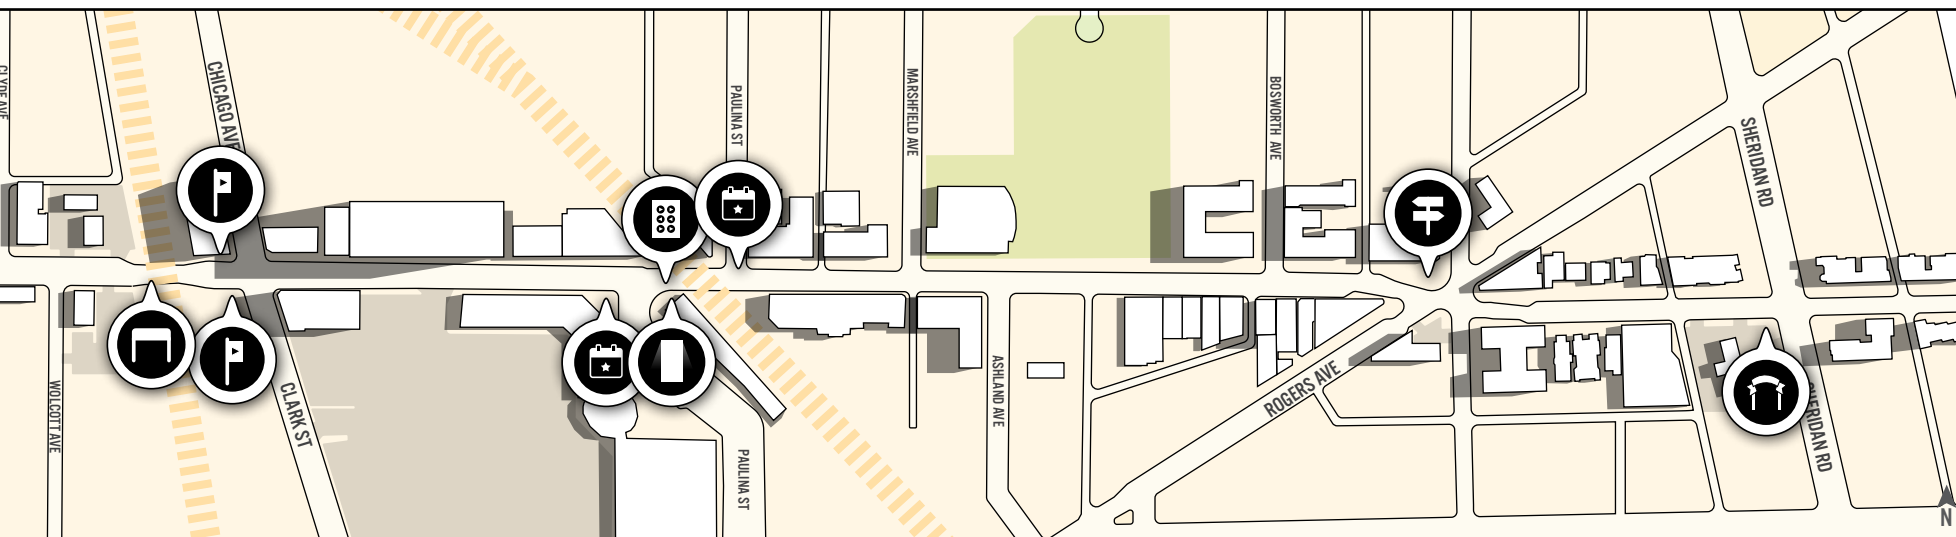 CHICAGO AVE
PAULINA ST
MARSHFIELD AVE
BOSWORTH AVE
SHERIDAN RD
WOLCOTT AVE
CLARK ST
PAULINA ST
ASHLAND AVE
ROGERS AVE
SHERIDAN RD
N